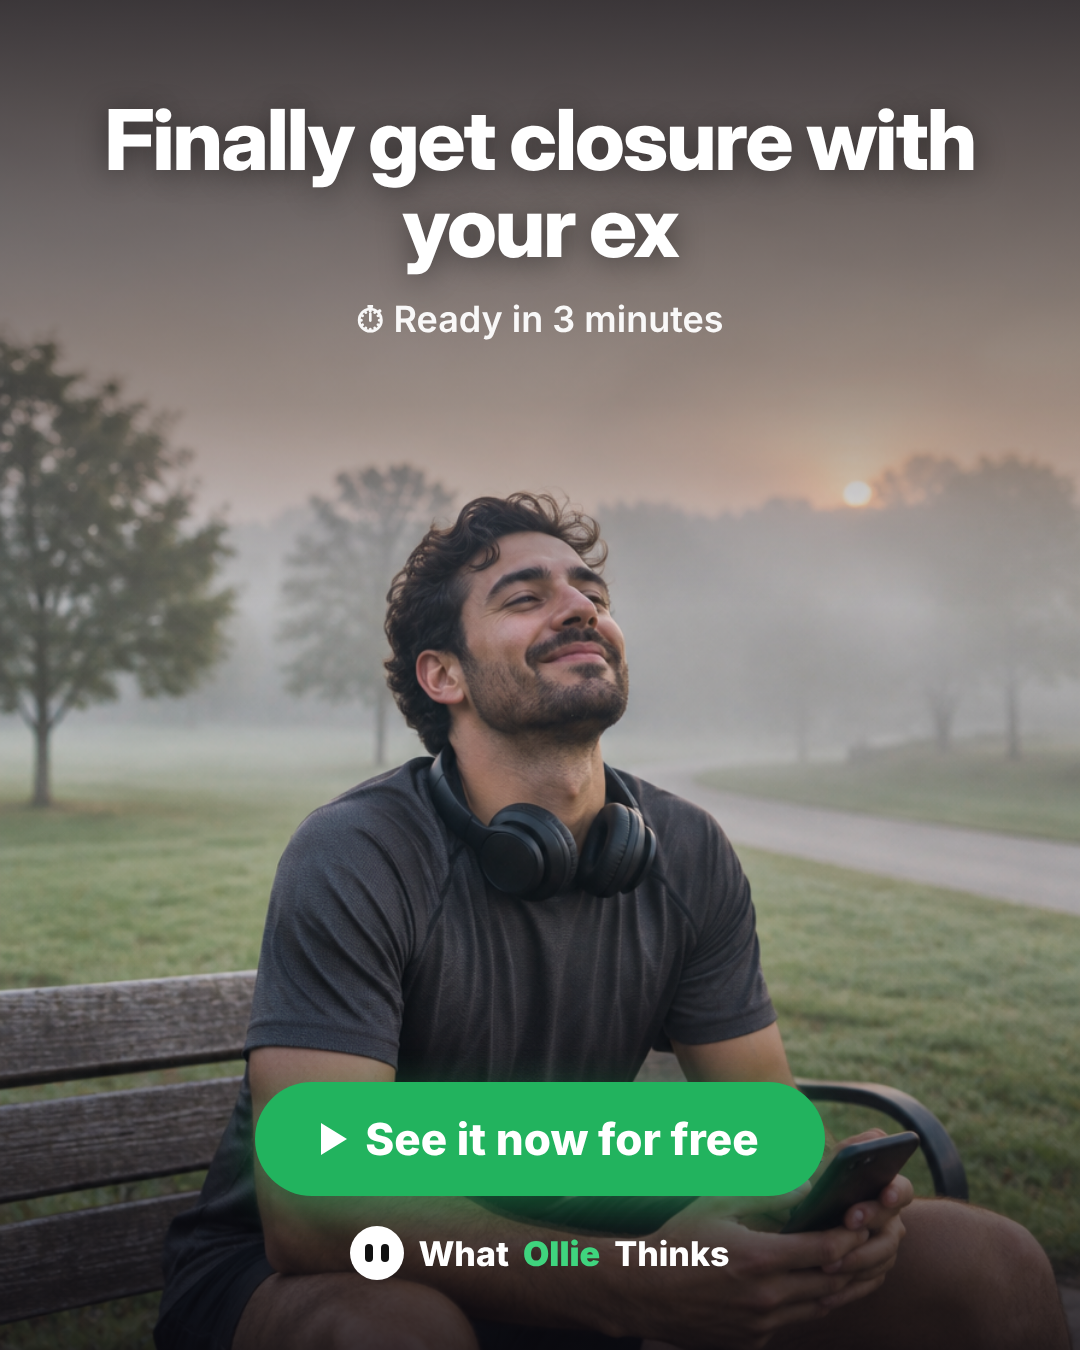 Finally get closure with
your ex
⏱ Ready in 3 minutes
▶ See it now for free
What Ollie Thinks